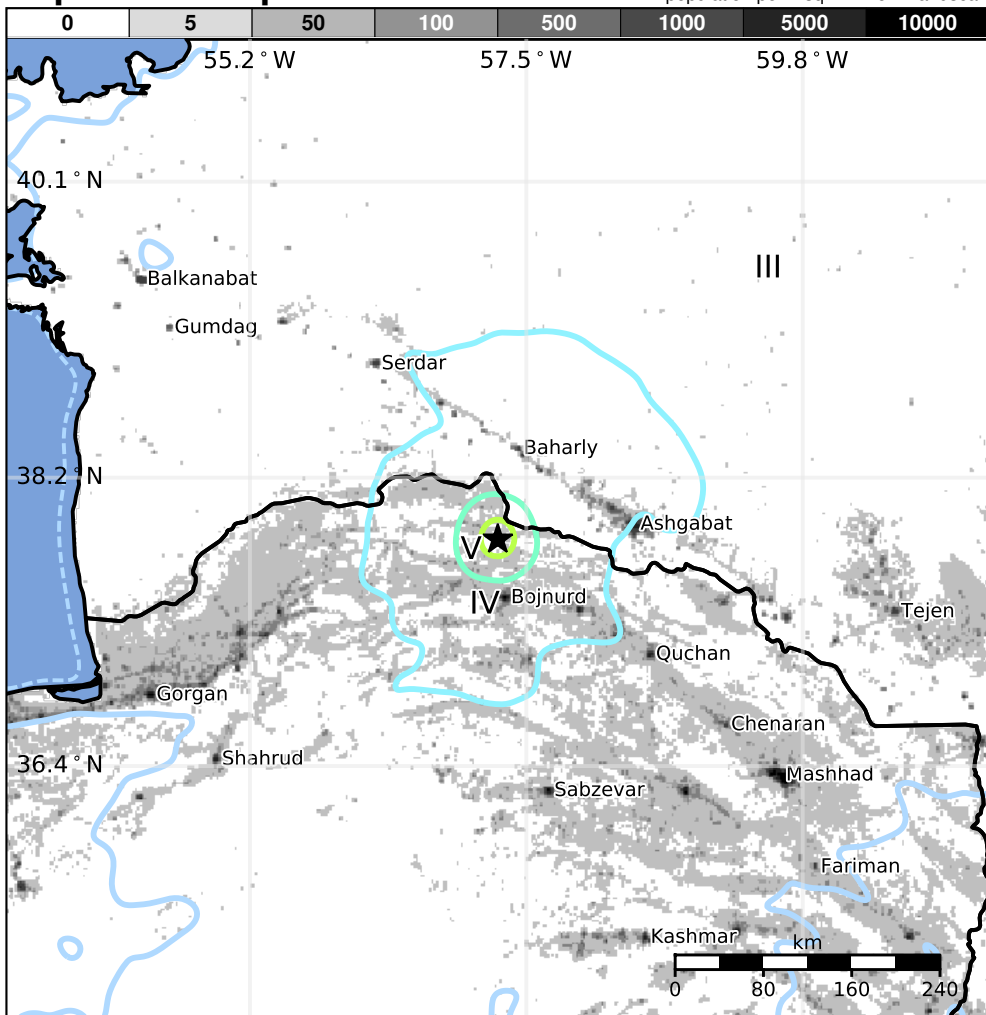 0 5 50 100 500 1000 5000 10000
55.2°W 57.5°W 59.8°W
40.1°N
III
Balkanabat
Gumdag
Serdar
Baharly
38.2°N
Ashgabat
V
IV
Bojnurd
Tejen
Quchan
Gorgan
Chenaran
Shahrud
36.4°N
Mashhad
Sabzevar
Fariman
Kashmar
km
0 80 160 240